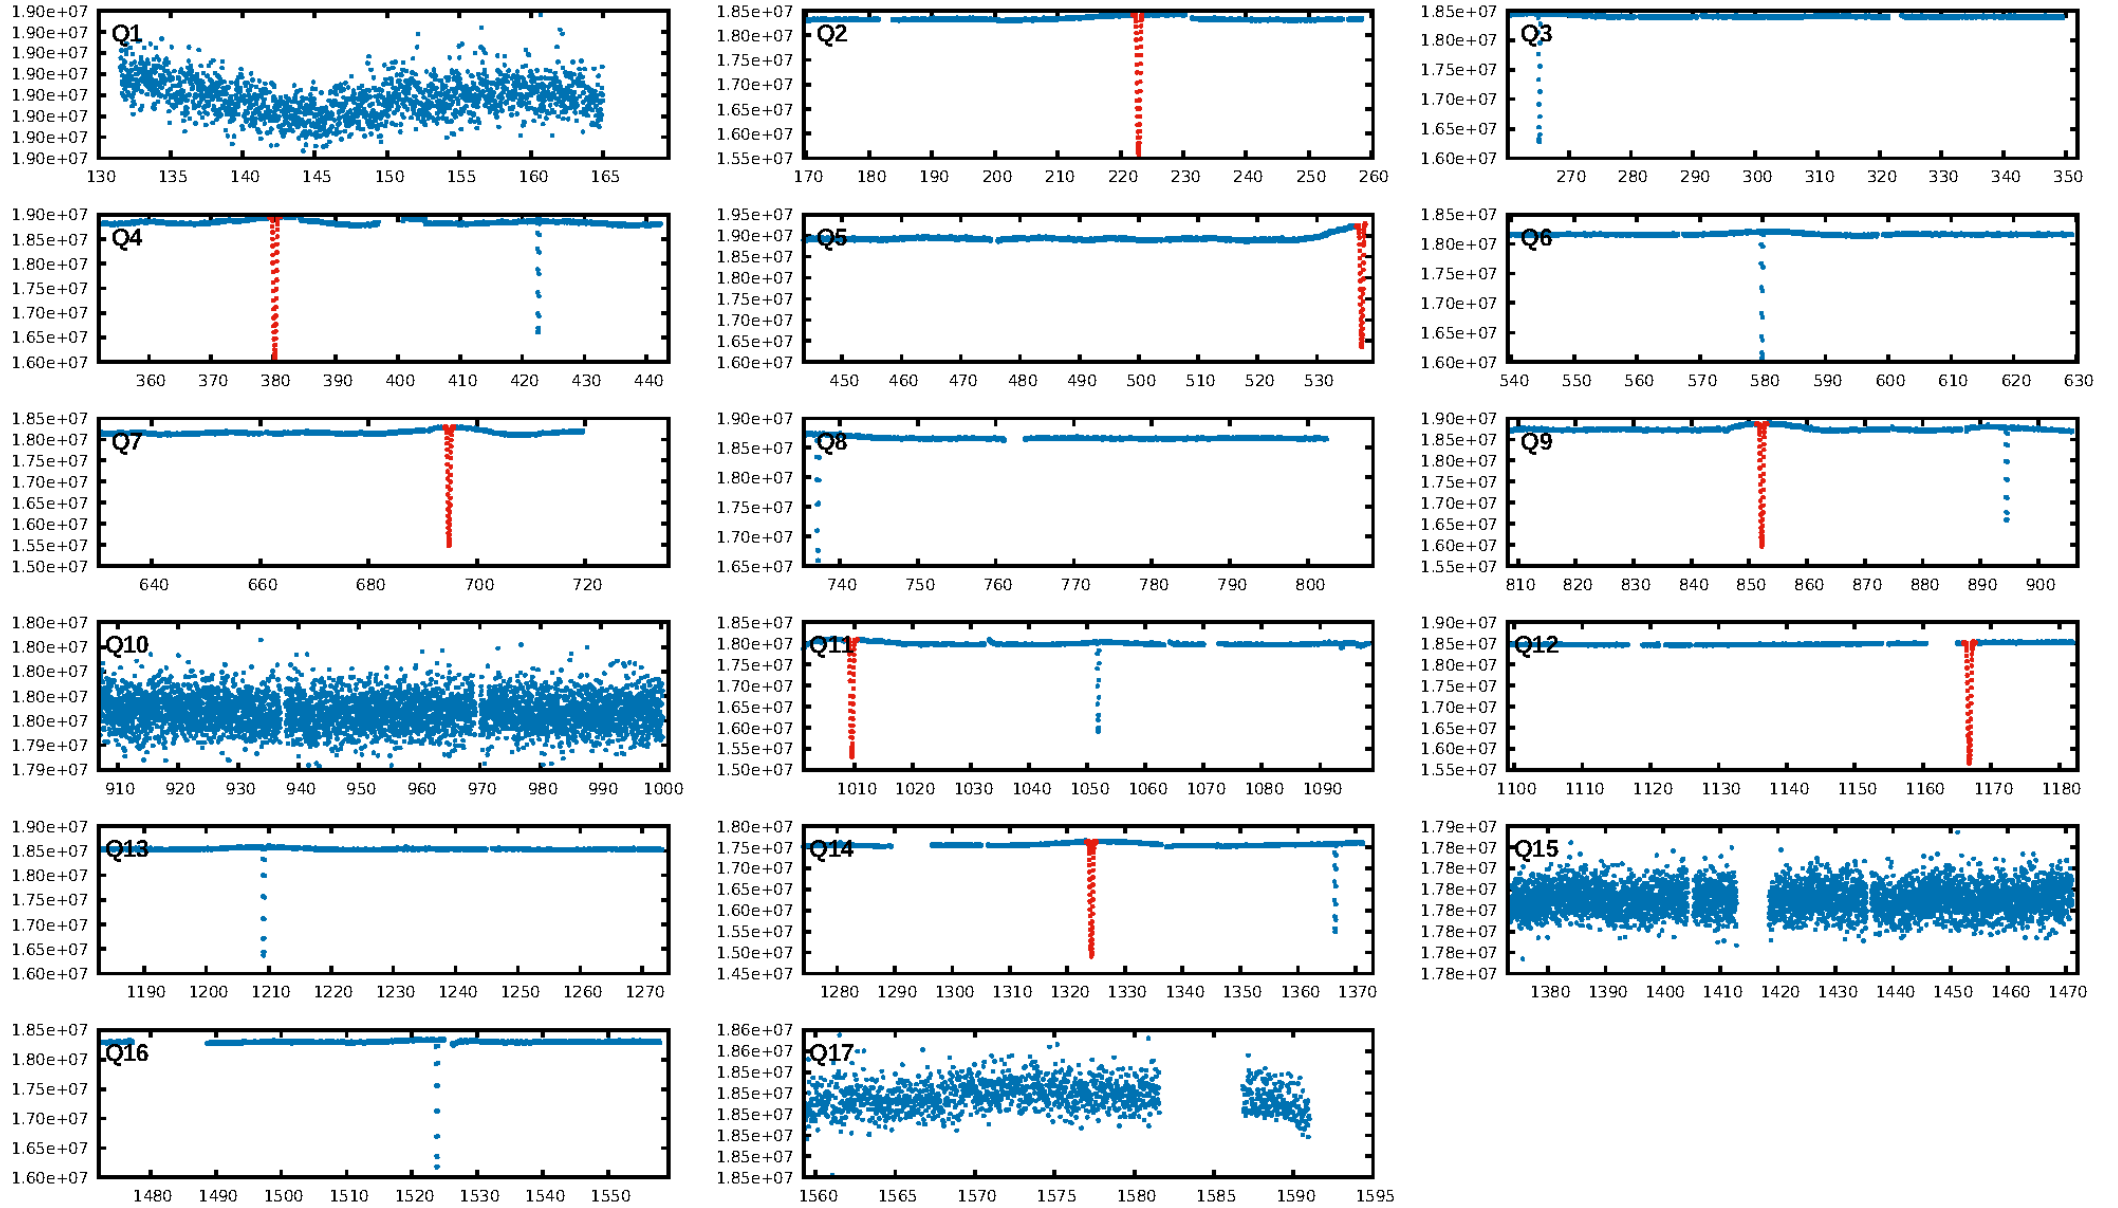 1.90e+07 1.90e+07 1.90e+07 1.90e+07 1.90e+07 1.90e+07 1.90e+07 1.90e+07
Q1
130 135 140 145 150 155 160 165
1.85e+07 1.80e+07 1.75e+07 1.70e+07 1.65e+07 1.60e+07 1.55e+07
Q2
170 180 190 200 210 220 230 240 250 260
1.85e+07 1.80e+07 1.75e+07 1.70e+07 1.65e+07 1.60e+07
Q3
270 280 290 300 310 320 330 340 350
1.90e+07 1.85e+07 1.80e+07 1.75e+07 1.70e+07 1.65e+07 1.60e+07
Q4
360 370 380 390 400 410 420 430 440
1.95e+07 1.90e+07 1.85e+07 1.80e+07 1.75e+07 1.70e+07 1.65e+07 1.60e+07
Q5
450 460 470 480 490 500 510 520 530
1.85e+07 1.80e+07 1.75e+07 1.70e+07 1.65e+07 1.60e+07
Q6
540 550 560 570 580 590 600 610 620 630
1.85e+07 1.80e+07 1.75e+07 1.70e+07 1.65e+07 1.60e+07 1.55e+07 1.50e+07
Q7
640 660 680 700 720
1.90e+07 1.85e+07 1.80e+07 1.75e+07 1.70e+07 1.65e+07
Q8
740 750 760 770 780 790 800
1.90e+07 1.85e+07 1.80e+07 1.75e+07 1.70e+07 1.65e+07 1.60e+07 1.55e+07
Q9
810 820 830 840 850 860 870 880 890 900
1.80e+07 1.80e+07 1.80e+07 1.80e+07 1.80e+07 1.79e+07 1.79e+07
Q10
910 920 930 940 950 960 970 980 990 1000
1.85e+07 1.80e+07 1.75e+07 1.70e+07 1.65e+07 1.60e+07 1.55e+07 1.50e+07
Q11
1010 1020 1030 1040 1050 1060 1070 1080 1090
1.90e+07 1.85e+07 1.80e+07 1.75e+07 1.70e+07 1.65e+07 1.60e+07 1.55e+07
Q12
1100 1110 1120 1130 1140 1150 1160 1170 1180
1.90e+07 1.85e+07 1.80e+07 1.75e+07 1.70e+07 1.65e+07 1.60e+07
Q13
1190 1200 1210 1220 1230 1240 1250 1260 1270
1.80e+07 1.75e+07 1.70e+07 1.65e+07 1.60e+07 1.55e+07 1.50e+07 1.45e+07
Q14
1280 1290 1300 1310 1320 1330 1340 1350 1360 1370
1.79e+07 1.78e+07 1.78e+07 1.78e+07 1.78e+07 1.78e+07 1.78e+07 1.78e+07
Q15
1380 1390 1400 1410 1420 1430 1440 1450 1460 1470
1.85e+07 1.80e+07 1.75e+07 1.70e+07 1.65e+07 1.60e+07
Q16
1480 1490 1500 1510 1520 1530 1540 1550
1.86e+07 1.86e+07 1.85e+07 1.85e+07 1.85e+07 1.85e+07 1.85e+07 1.85e+07
Q17
1560 1565 1570 1575 1580 1585 1590 1595